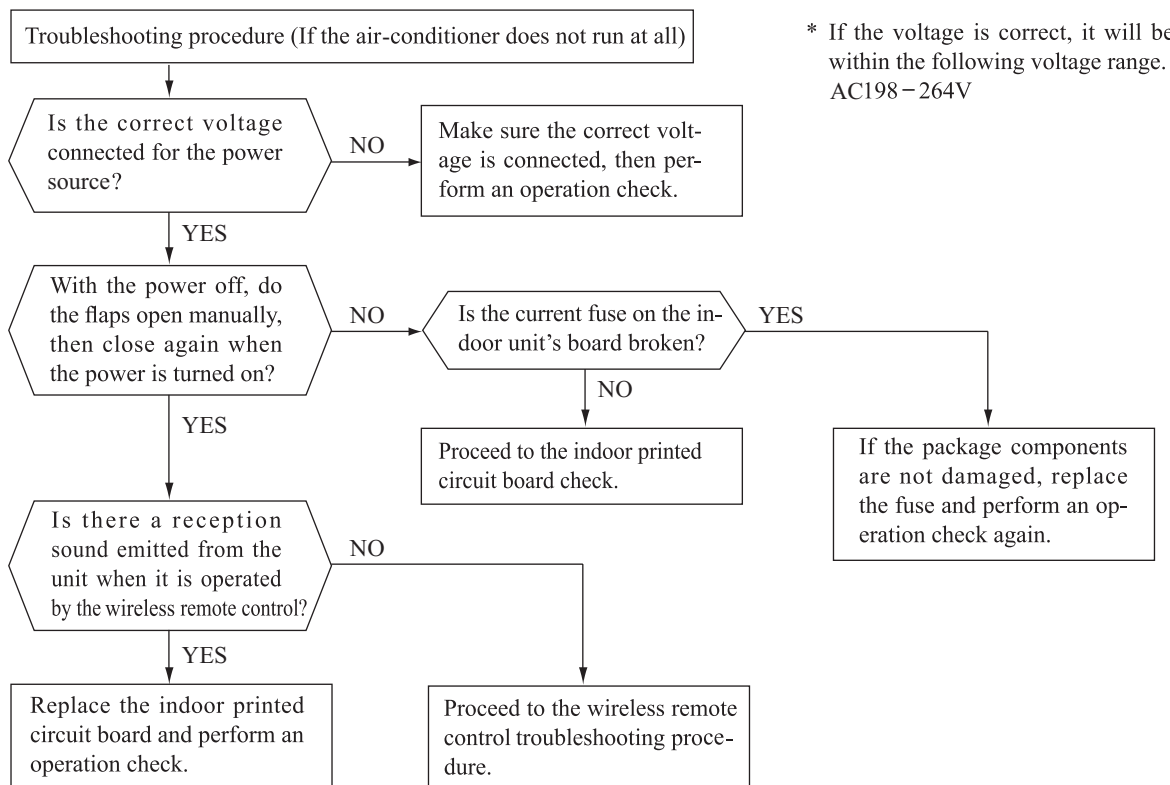 Troubleshooting procedure (If the air-conditioner does not run at all)
* If the voltage is correct, it will be
within the following voltage range.
AC198−264V
Is the correct voltage
connected for the power
source?
NO
Make sure the correct volt-
age is connected, then per-
form an operation check.
YES
With the power off, do
the flaps open manually,
then close again when
the power is turned on?
NO
Is the current fuse on the in-
door unit's board broken?
YES
NO
YES
Proceed to the indoor printed
circuit board check.
If the package components
are not damaged, replace
the fuse and perform an op-
eration check again.
Is there a reception
sound emitted from the
unit when it is operated
by the wireless remote control?
NO
YES
Replace the indoor printed
circuit board and perform an
operation check.
Proceed to the wireless remote
control troubleshooting proce-
dure.